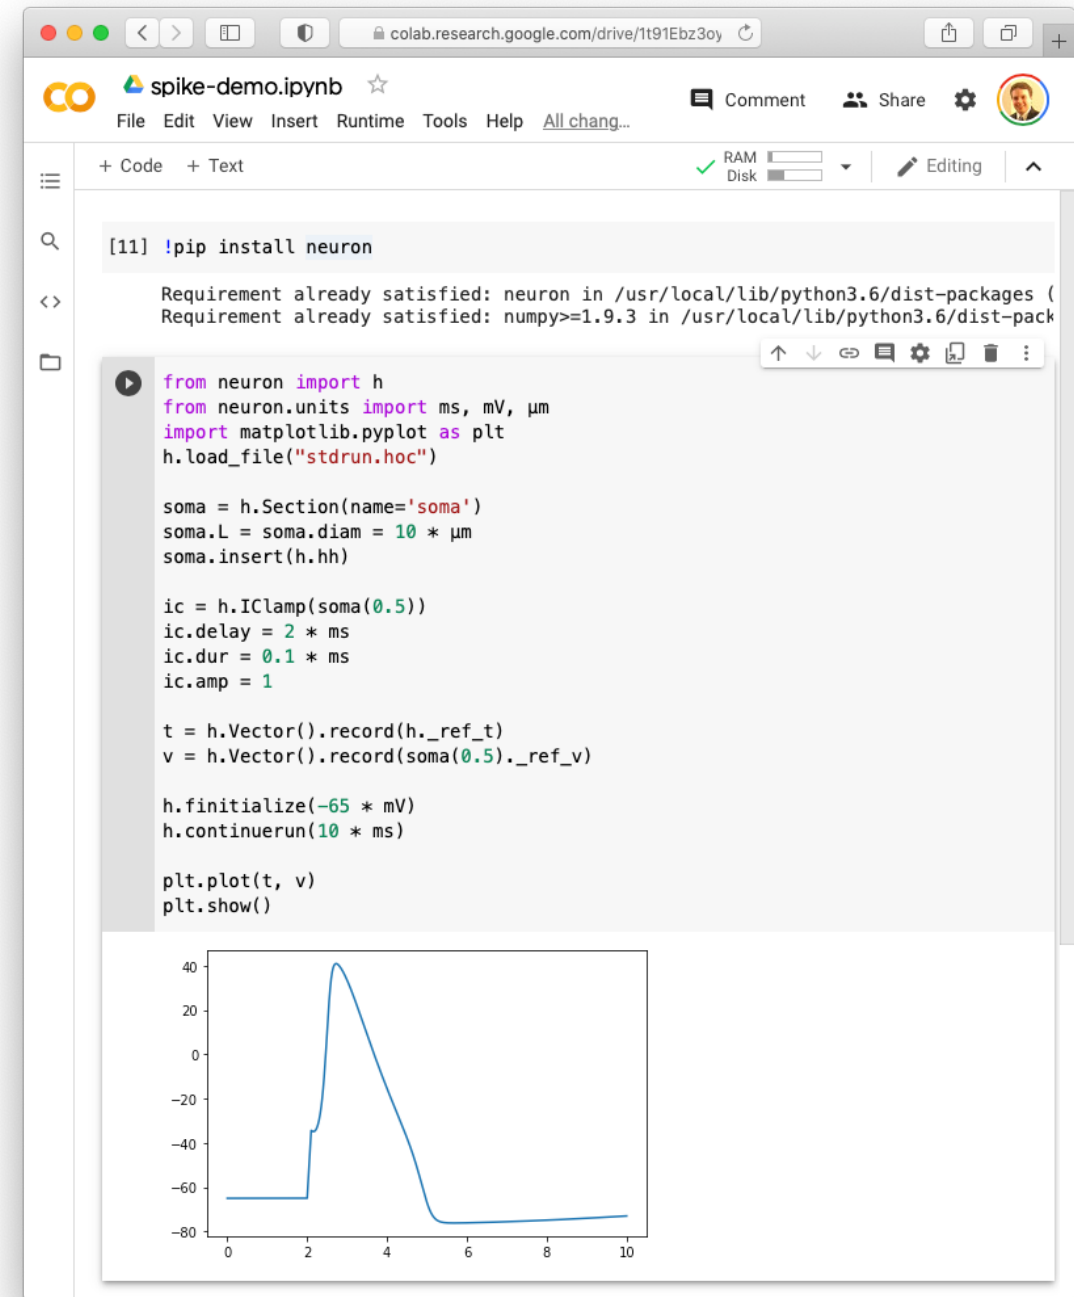 colab.research.google.com/drive/1t91Ebz3oy
spike-demo.ipynb
Comment
Share
File Edit View Insert Runtime Tools Help All chang...
+ Code + Text
RAM
Disk
Editing
[11] !pip install neuron
Requirement already satisfied: neuron in /usr/local/lib/python3.6/dist-packages (
Requirement already satisfied: numpy>=1.9.3 in /usr/local/lib/python3.6/dist-pack
from neuron import h
from neuron.units import ms, mV, µm
import matplotlib.pyplot as plt
h.load_file("stdrun.hoc")
soma = h.Section(name='soma')
soma.L = soma.diam = 10 * µm
soma.insert(h.hh)
ic = h.IClamp(soma(0.5))
ic.delay = 2 * ms
ic.dur = 0.1 * ms
ic.amp = 1
t = h.Vector().record(h._ref_t)
v = h.Vector().record(soma(0.5)._ref_v)
h.finitialize(-65 * mV)
h.continuerun(10 * ms)
plt.plot(t, v)
plt.show()
40
20
0
−20
−40
−60
−80
0 2 4 6 8 10